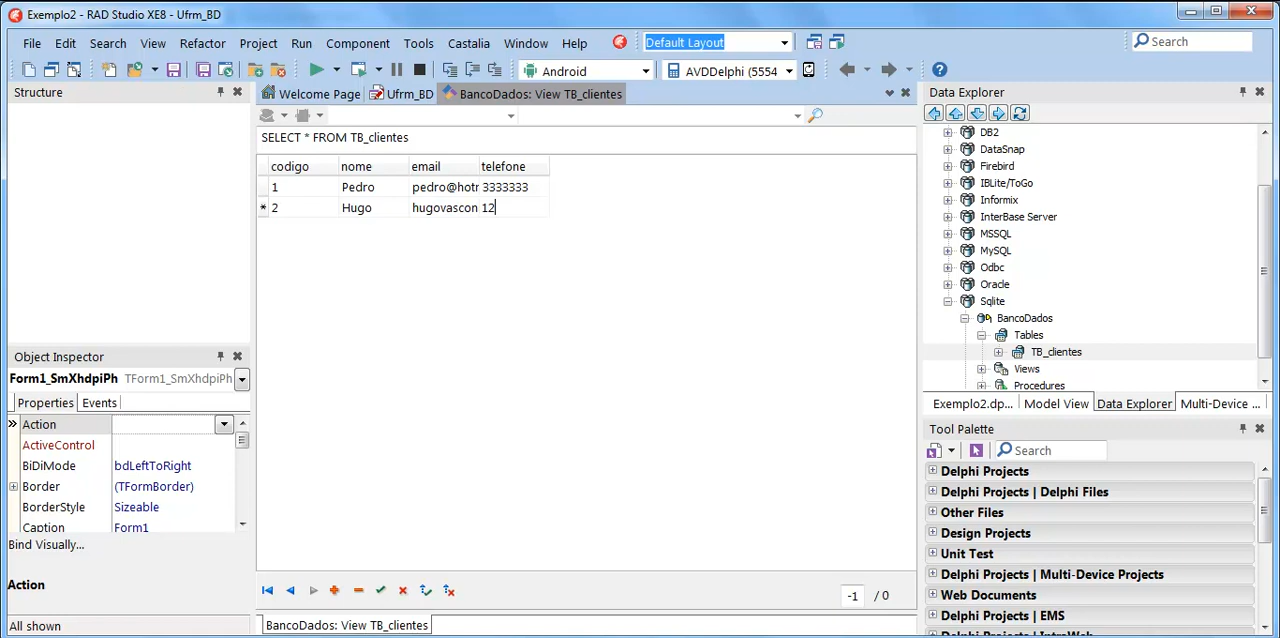 Exemplo2 - RAD Studio XE8 - Ufrm_BD
File Edit Search View Refactor Project Run Component Tools Castalia Window Help Default Layout Search
Android AVDDelphi (5554
Structure
Welcome Page Ufrm_BD BancoDados: View TB_clientes
SELECT * FROM TB_clientes
codigo nome email telefone
1 Pedro pedro@hotr 3333333
* 2 Hugo hugovascon 12
Object Inspector
Form1_SmXhdpiPh TForm1_SmXhdpiPh
Properties Events
Action
ActiveControl
BiDiMode bdLeftToRight
Border (TFormBorder)
BorderStyle Sizeable
Caption Form1
Bind Visually...
Action
All shown
-1 / 0
BancoDados: View TB_clientes
Data Explorer
DB2
DataSnap
Firebird
IBLite/ToGo
Informix
InterBase Server
MSSQL
MySQL
Odbc
Oracle
Sqlite
BancoDados
Tables
TB_clientes
Views
Procedures
Exemplo2.dp... Model View Data Explorer Multi-Device ...
Tool Palette
Search
Delphi Projects
Delphi Projects | Delphi Files
Other Files
Design Projects
Unit Test
Delphi Projects | Multi-Device Projects
Web Documents
Delphi Projects | EMS
Delphi Projects | IntraWeb